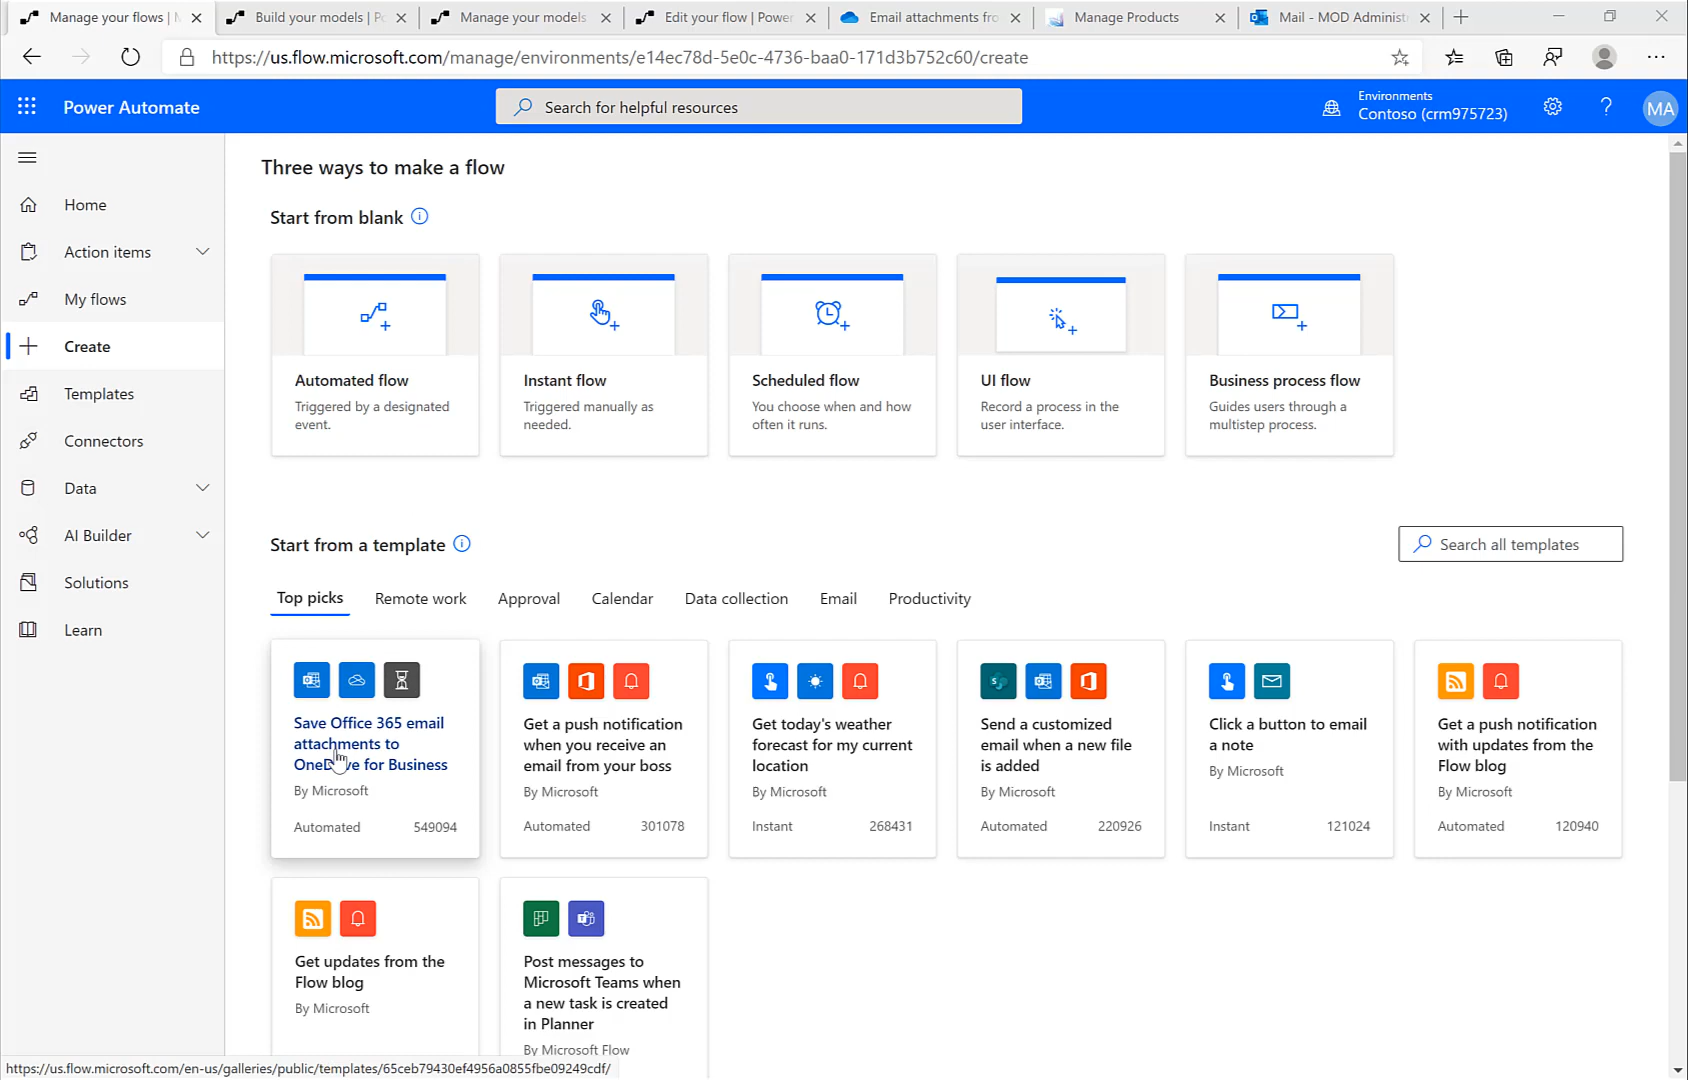 Manage your flows | M
Build your models | Po
Manage your models
Edit your flow | Power
Email attachments fro
Manage Products
Mail - MOD Administ
https://us.flow.microsoft.com/manage/environments/e14ec78d-5e0c-4736-baa0-171d3b752c60/create
Power Automate
Search for helpful resources
Environments
Contoso (crm975723)
?
MA
Home
Action items
My flows
Create
Templates
Connectors
Data
AI Builder
Solutions
Learn
Three ways to make a flow
Start from blank
Automated flow
Triggered by a designated
event.
Instant flow
Triggered manually as
needed.
Scheduled flow
You choose when and how
often it runs.
UI flow
Record a process in the
user interface.
Business process flow
Guides users through a
multistep process.
Start from a template
Search all templates
Top picks
Remote work
Approval
Calendar
Data collection
Email
Productivity
Save Office 365 email
attachments to
OneDrive for Business
By Microsoft
Automated 549094
Get a push notification
when you receive an
email from your boss
By Microsoft
Automated 301078
Get today's weather
forecast for my current
location
By Microsoft
Instant 268431
Send a customized
email when a new file
is added
By Microsoft
Automated 220926
Click a button to email
a note
By Microsoft
Instant 121024
Get a push notification
with updates from the
Flow blog
By Microsoft
Automated 120940
Get updates from the
Flow blog
By Microsoft
Post messages to
Microsoft Teams when
a new task is created
in Planner
By Microsoft Flow
https://us.flow.microsoft.com/en-us/galleries/public/templates/65ceb79430ef4956a0855fbe09249cdf/